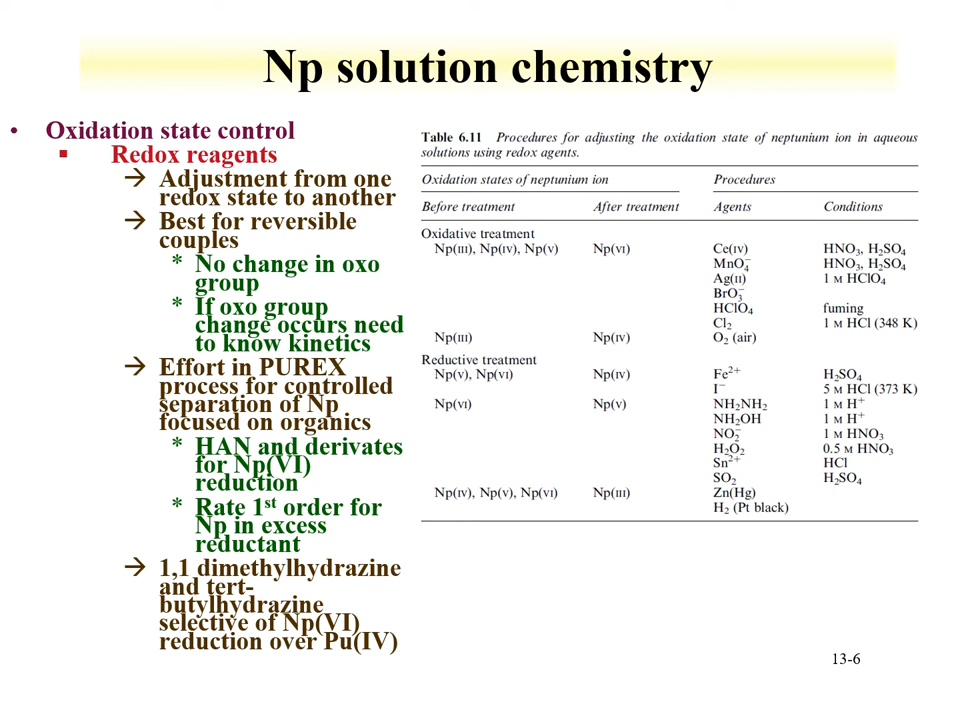 Np solution chemistry
• Oxidation state control
▪ Redox reagents
→ Adjustment from one
redox state to another
→ Best for reversible
couples
* No change in oxo
group
* If oxo group
change occurs need
to know kinetics
→ Effort in PUREX
process for controlled
separation of Np
focused on organics
* HAN and derivates
for Np(VI)
reduction
* Rate 1st order for
Np in excess
reductant
→ 1,1 dimethylhydrazine
and tert-
butylhydrazine
selective of Np(VI)
reduction over Pu(IV)
Table 6.11 Procedures for adjusting the oxidation state of neptunium ion in aqueous
solutions using redox agents.
Oxidation states of neptunium ion Procedures
Before treatment After treatment Agents Conditions
Oxidative treatment
Np(III), Np(IV), Np(V) Np(VI) Ce(IV) HNO₃, H₂SO₄
MnO₄⁻ HNO₃, H₂SO₄
Ag(II) 1 M HClO₄
BrO₃⁻
HClO₄ fuming
Cl₂ 1 M HCl (348 K)
Np(III) Np(IV) O₂ (air)
Reductive treatment
Np(V), Np(VI) Np(IV) Fe²⁺ H₂SO₄
I⁻ 5 M HCl (373 K)
Np(VI) Np(V) NH₂NH₂ 1 M H⁺
NH₂OH 1 M H⁺
NO₂⁻ 1 M HNO₃
H₂O₂ 0.5 M HNO₃
Sn²⁺ HCl
SO₂ H₂SO₄
Np(IV), Np(V), Np(VI) Np(III) Zn(Hg)
H₂ (Pt black)
13-6